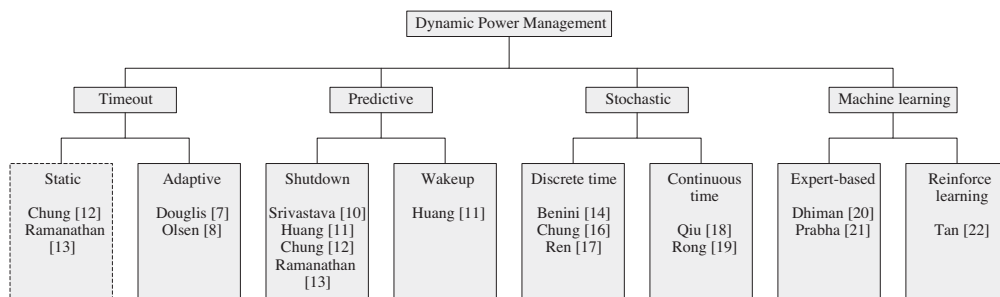 Dynamic Power Management
Timeout
Predictive
Stochastic
Machine learning
Static
Chung [12]
Ramanathan
[13]
Adaptive
Douglis [7]
Olsen [8]
Shutdown
Srivastava [10]
Huang [11]
Chung [12]
Ramanathan
[13]
Wakeup
Huang [11]
Discrete time
Benini [14]
Chung [16]
Ren [17]
Continuous
time
Qiu [18]
Rong [19]
Expert-based
Dhiman [20]
Prabha [21]
Reinforce
learning
Tan [22]